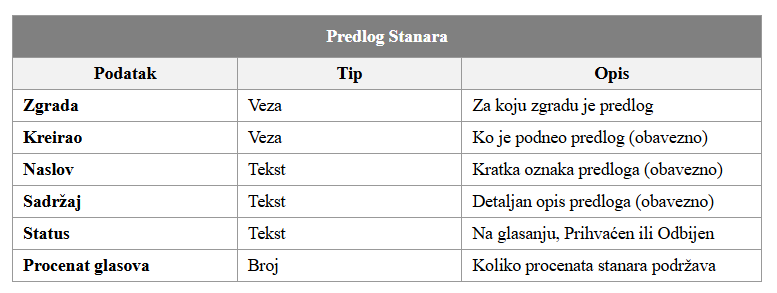 Predlog Stanara
Podatak Tip Opis
Zgrada Veza Za koju zgradu je predlog
Kreirao Veza Ko je podneo predlog (obavezno)
Naslov Tekst Kratka oznaka predloga (obavezno)
Sadržaj Tekst Detaljan opis predloga (obavezno)
Status Tekst Na glasanju, Prihvaćen ili Odbijen
Procenat glasova Broj Koliko procenata stanara podržava